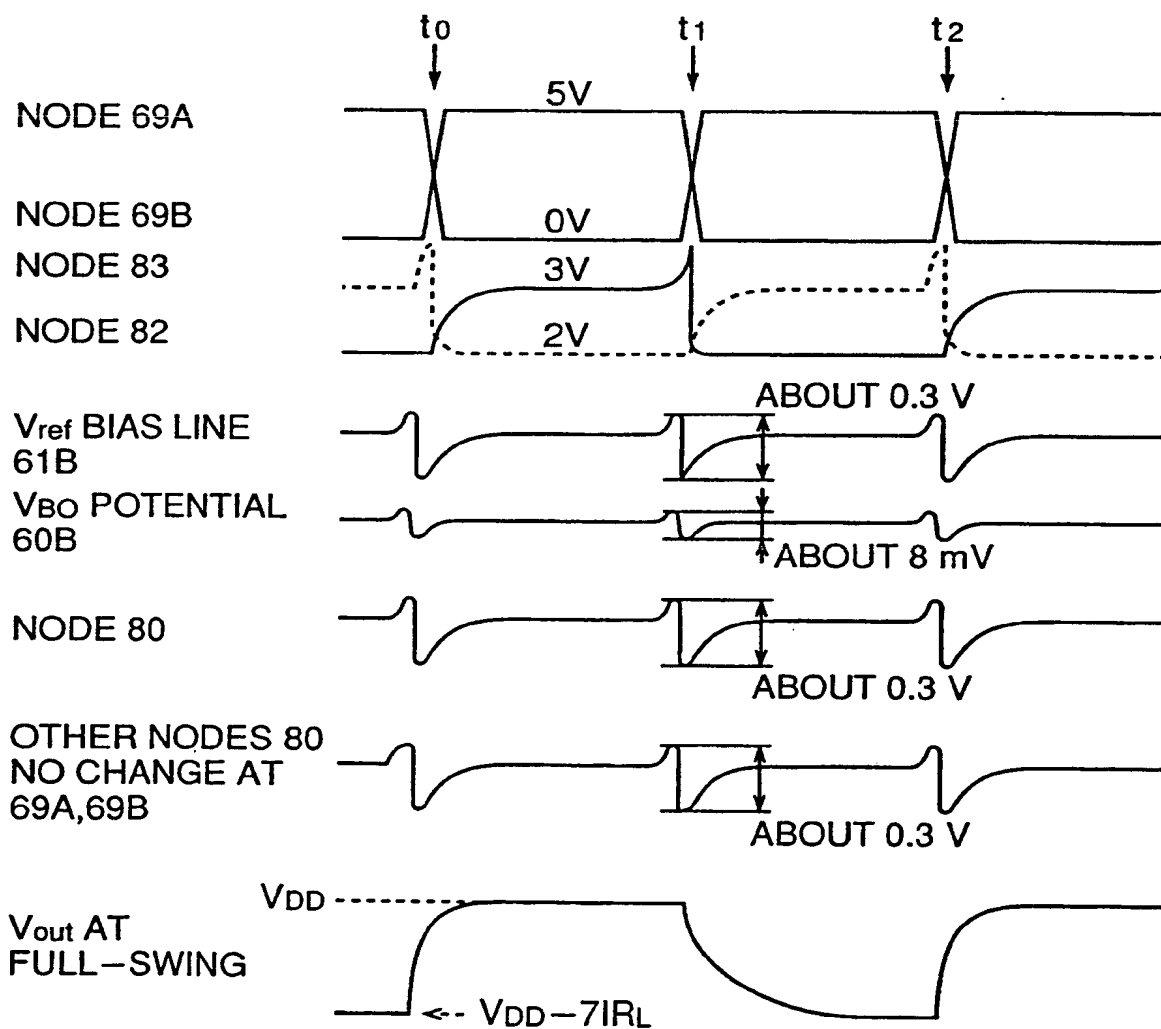 t0 t1 t2
NODE 69A
5V
NODE 69B
0V
NODE 83
3V
NODE 82
2V
ABOUT 0.3 V
Vref BIAS LINE
61B
VBO POTENTIAL
60B
ABOUT 8 mV
NODE 80
ABOUT 0.3 V
OTHER NODES 80
NO CHANGE AT
69A,69B
ABOUT 0.3 V
VDD
Vout AT
FULL-SWING
VDD-7IRL